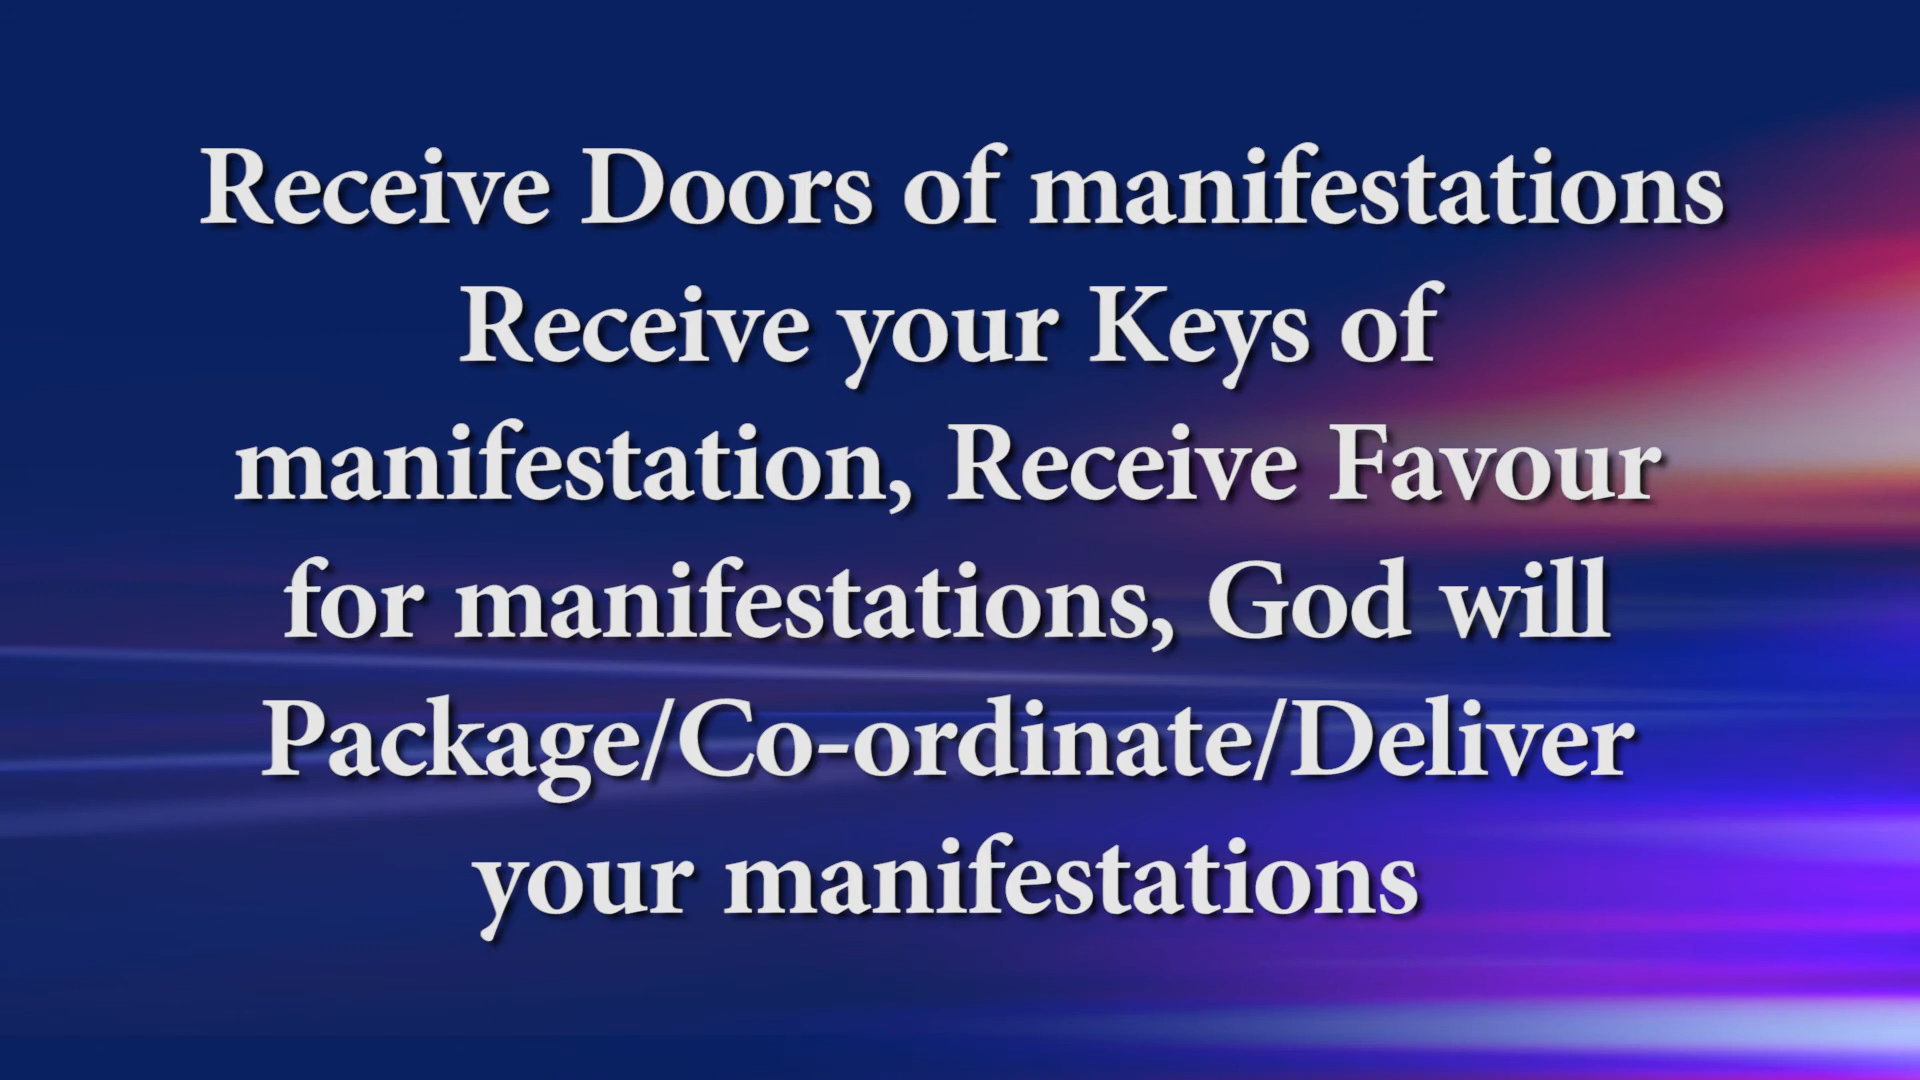 Receive Doors of manifestations
Receive your Keys of
manifestation, Receive Favour
for manifestations, God will
Package/Co-ordinate/Deliver
your manifestations